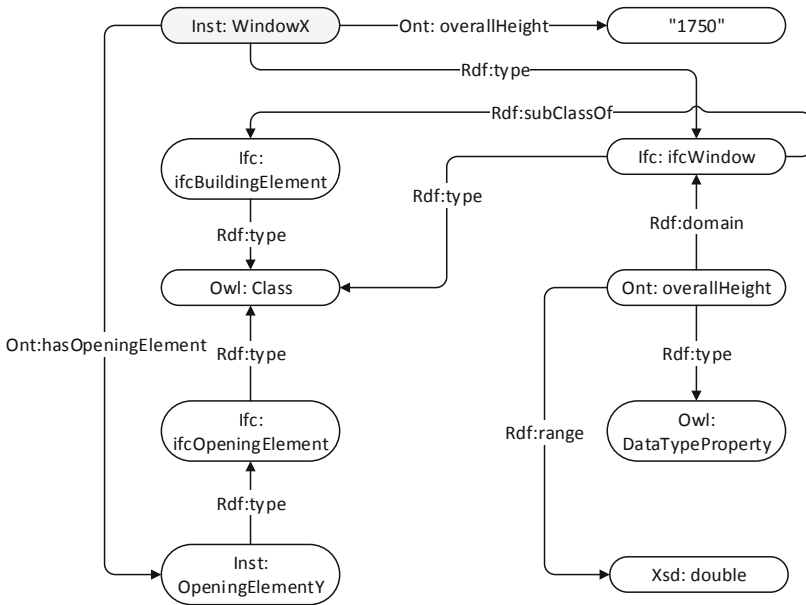 Inst: WindowX
Ont: overallHeight
"1750"
Rdf:type
Rdf:subClassOf
Ifc:
ifcBuildingElement
Ifc: ifcWindow
Rdf:type
Rdf:type
Rdf:domain
Owl: Class
Ont: overallHeight
Ont:hasOpeningElement
Rdf:type
Rdf:type
Ifc:
ifcOpeningElement
Owl:
DataTypeProperty
Rdf:range
Rdf:type
Inst:
OpeningElementY
Xsd: double